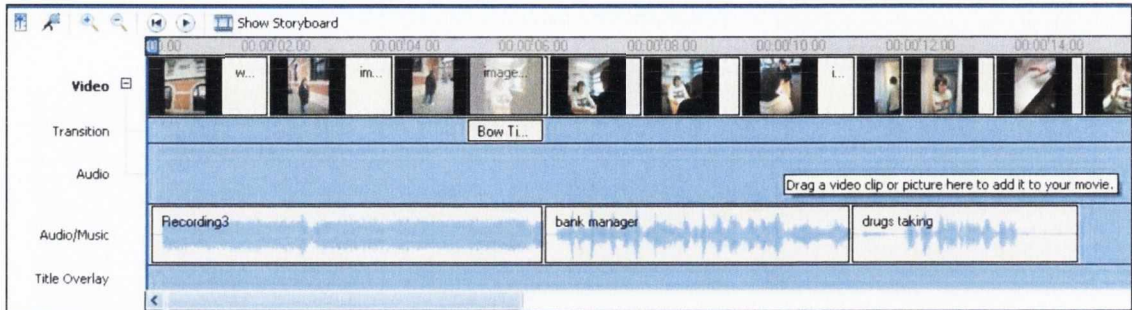 Show Storyboard
0.00 00:00'02.00 00:00'04.00 00:00'06.00 00:00'08.00 00:00'10.00 00:00'12.00 00:00'14.00
Video
w... im... image... i...
Transition
Bow Ti...
Audio
Drag a video clip or picture here to add it to your movie.
Audio/Music
Recording3 bank manager drugs taking
Title Overlay